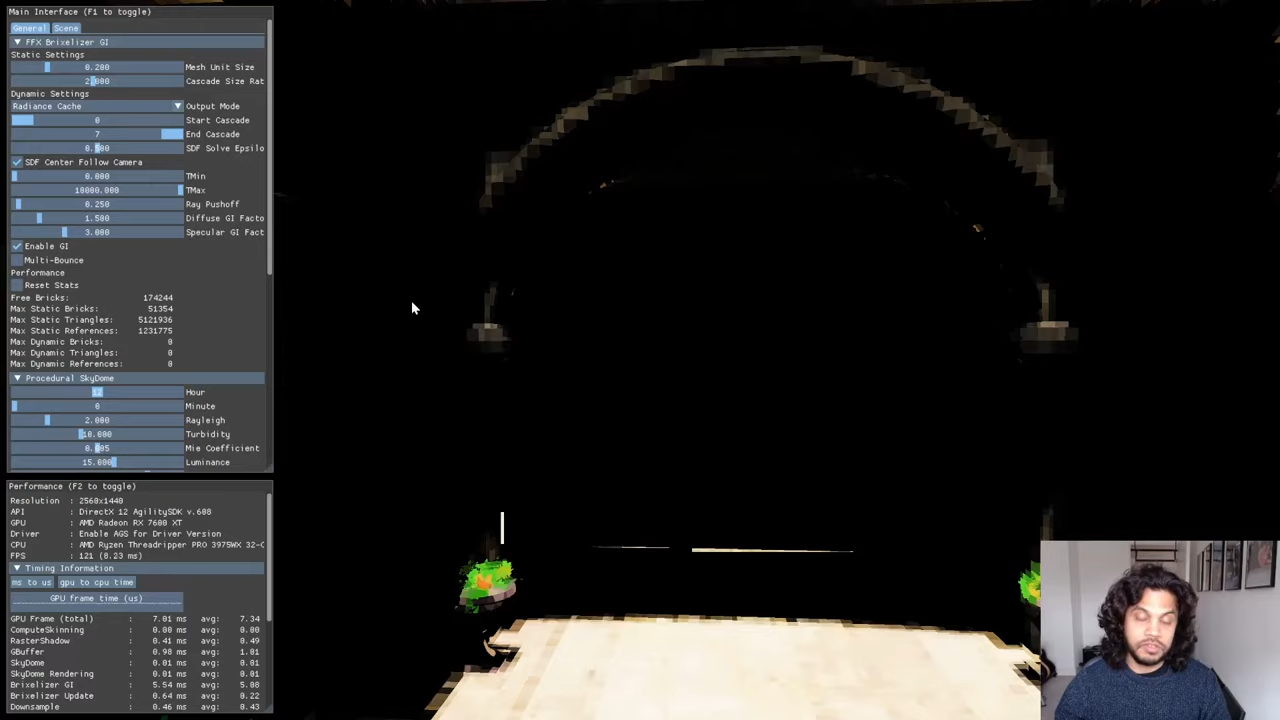 Main Interface (F1 to toggle)
General Scene
FFX Brixelizer GI
Static Settings
0.200 Mesh Unit Size
2.000 Cascade Size Rat
Dynamic Settings
Radiance Cache Output Mode
0 Start Cascade
7 End Cascade
0.500 SDF Solve Epsilo
SDF Center Follow Camera
0.000 TMin
10000.000 TMax
0.250 Ray Pushoff
1.500 Diffuse GI Facto
3.000 Specular GI Fact
Enable GI
Multi-Bounce
Performance
Reset Stats
Free Bricks: 174244
Max Static Bricks: 51354
Max Static Triangles: 5121936
Max Static References: 1231775
Max Dynamic Bricks: 0
Max Dynamic Triangles: 0
Max Dynamic References: 0
Procedural SkyDome
12 Hour
0 Minute
2.000 Rayleigh
10.000 Turbidity
0.005 Mie Coefficient
15.000 Luminance
Performance (F2 to toggle)
Resolution : 2560x1440
API : DirectX 12 AgilitySDK v.608
GPU : AMD Radeon RX 7600 XT
Driver : Enable AGS for Driver Version
CPU : AMD Ryzen Threadripper PRO 3975WX 32-C
FPS : 121 (8.23 ms)
Timing Information
ms to us gpu to cpu time
GPU frame time (us)
GPU Frame (total) : 7.01 ms avg: 7.34
ComputeSkinning : 0.00 ms avg: 0.00
RasterShadow : 0.41 ms avg: 0.49
GBuffer : 0.98 ms avg: 1.01
SkyDome : 0.01 ms avg: 0.01
SkyDome Rendering : 0.01 ms avg: 0.01
Brixelizer GI : 5.54 ms avg: 5.08
Brixelizer Update : 0.64 ms avg: 0.22
Downsample : 0.46 ms avg: 0.43